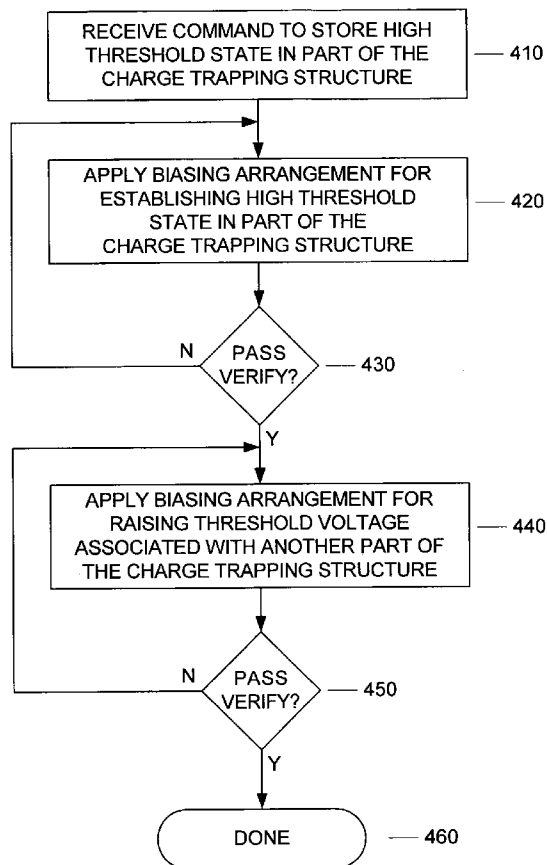 RECEIVE COMMAND TO STORE HIGH
THRESHOLD STATE IN PART OF THE
CHARGE TRAPPING STRUCTURE
410
APPLY BIASING ARRANGEMENT FOR
ESTABLISHING HIGH THRESHOLD
STATE IN PART OF THE
CHARGE TRAPPING STRUCTURE
420
N
PASS
VERIFY?
430
Y
APPLY BIASING ARRANGEMENT FOR
RAISING THRESHOLD VOLTAGE
ASSOCIATED WITH ANOTHER PART OF
THE CHARGE TRAPPING STRUCTURE
440
N
PASS
VERIFY?
450
Y
DONE
460